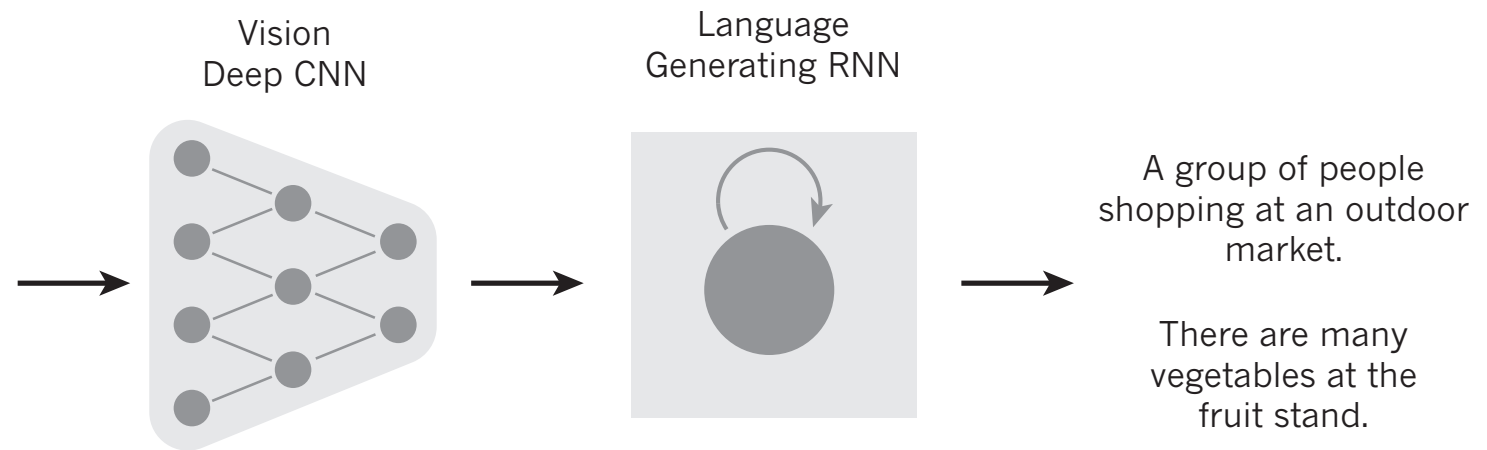 Vision
Deep CNN
Language
Generating RNN
A group of people
shopping at an outdoor
market.
There are many
vegetables at the
fruit stand.